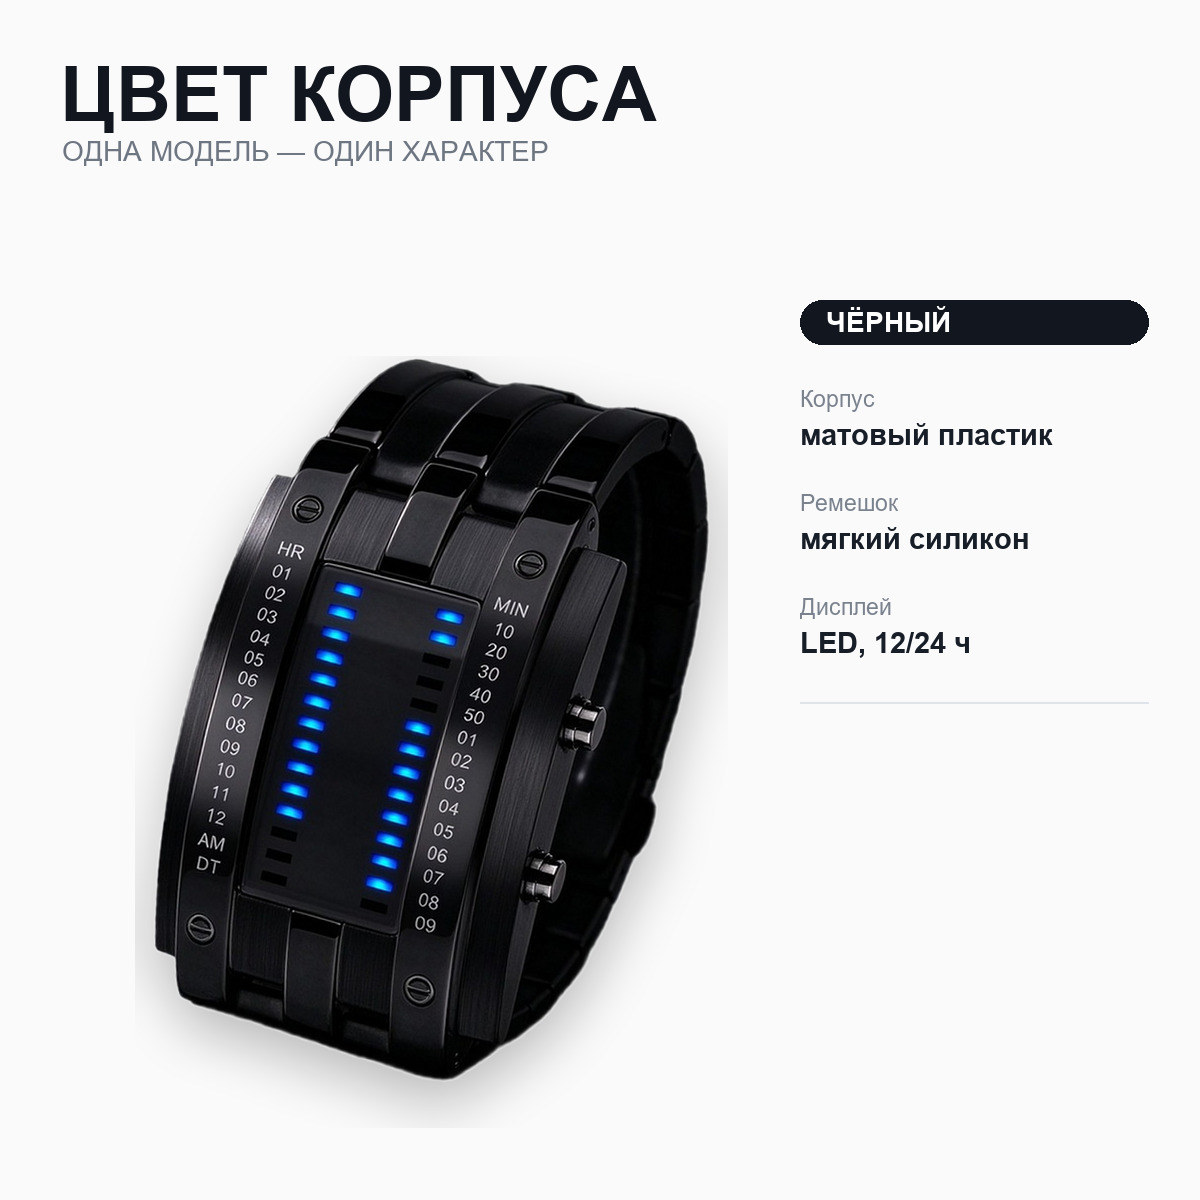 ЦВЕТ КОРПУСА
ОДНА МОДЕЛЬ — ОДИН ХАРАКТЕР
ЧЁРНЫЙ
Корпус
матовый пластик
Ремешок
мягкий силикон
Дисплей
LED, 12/24 ч
HR
01
02
03
04
05
06
07
08
09
10
11
12
AM
DT
MIN
10
20
30
40
50
01
02
03
04
05
06
07
08
09